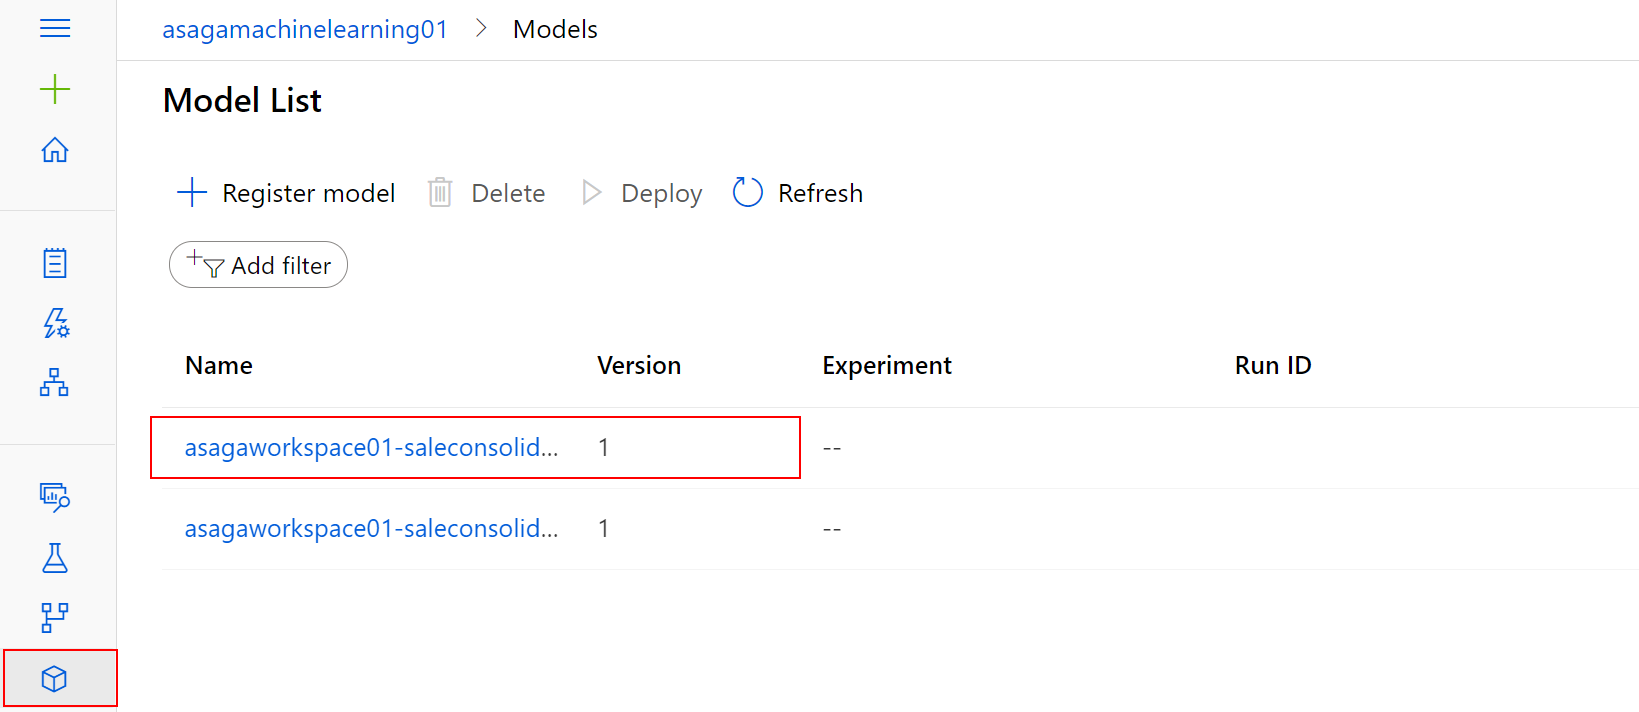 asagamachinelearning01 > Models
Model List
Register model Delete Deploy Refresh
Add filter
Name Version Experiment Run ID
asagaworkspace01-saleconsolid... 1 --
asagaworkspace01-saleconsolid... 1 --